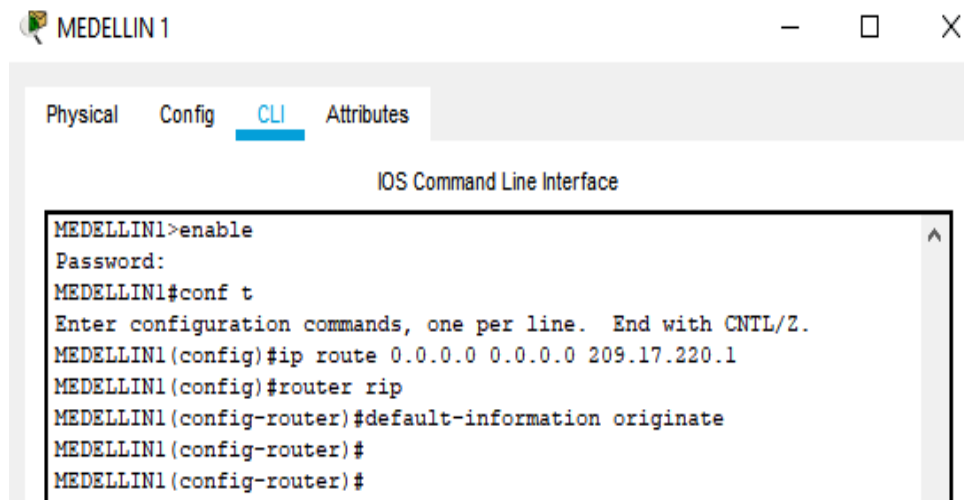 MEDELLIN 1
Physical Config CLI Attributes
IOS Command Line Interface
MEDELLIN1>enable
Password:
MEDELLIN1#conf t
Enter configuration commands, one per line.  End with CNTL/Z.
MEDELLIN1(config)#ip route 0.0.0.0 0.0.0.0 209.17.220.1
MEDELLIN1(config)#router rip
MEDELLIN1(config-router)#default-information originate
MEDELLIN1(config-router)#
MEDELLIN1(config-router)#